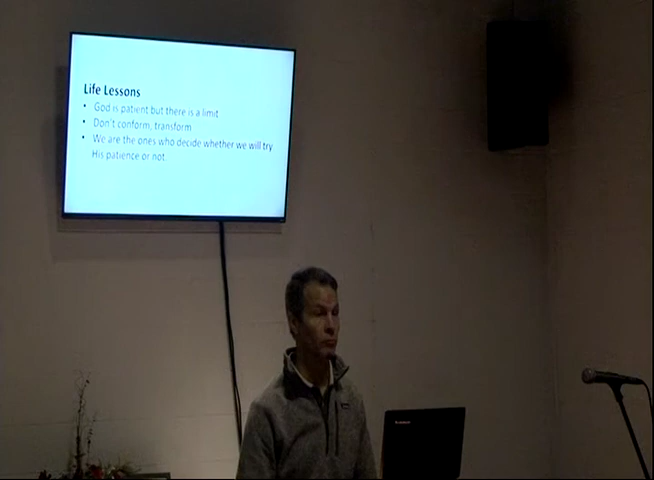 Life Lessons
• God is patient but there is a limit
• Don't conform, transform
• We are the ones who decide whether we will try
His patience or not